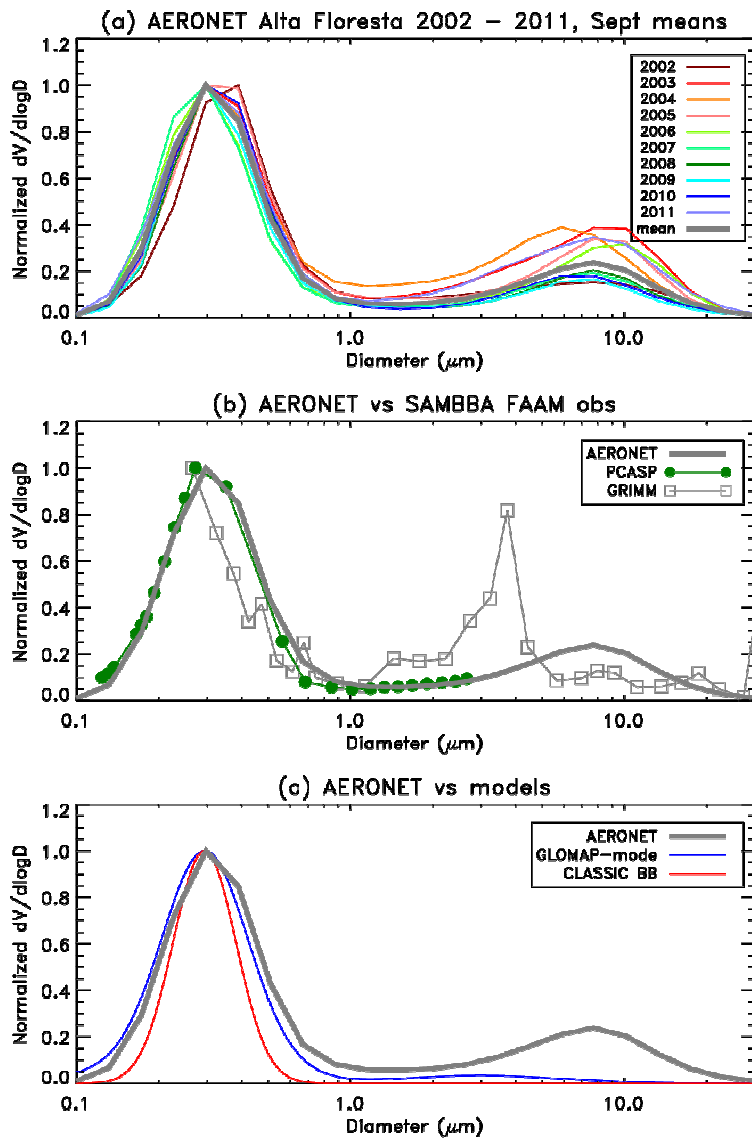 (a) AERONET Alta Floresta 2002 – 2011, Sept means
1.2
1.0
0.8
0.6
0.4
0.2
0.0
Normalized dV/dlogD
2002
2003
2004
2005
2006
2007
2008
2009
2010
2011
mean
0.1 1.0 10.0
Diameter (μm)
(b) AERONET vs SAMBBA FAAM obs
1.2
1.0
0.8
0.6
0.4
0.2
0.0
Normalized dV/dlogD
AERONET
PCASP
GRIMM
0.1 1.0 10.0
Diameter (μm)
(c) AERONET vs models
1.2
1.0
0.8
0.6
0.4
0.2
0.0
Normalized dV/dlogD
AERONET
GLOMAP–mode
CLASSIC BB
0.1 1.0 10.0
Diameter (μm)